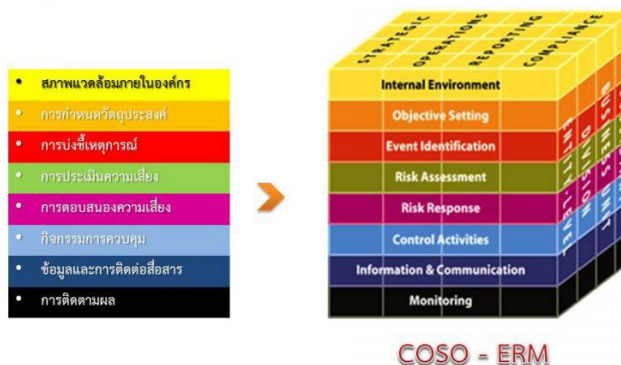 • สภาพแวดล้อมภายในองค์กร
• การกำหนดวัตถุประสงค์
• การบ่งชี้เหตุการณ์
• การประเมินความเสี่ยง
• การตอบสนองความเสี่ยง
• กิจกรรมการควบคุม
• ข้อมูลและการติดต่อสื่อสาร
• การติดตามผล
STRATEGIC
OPERATIONS
REPORTING
COMPLIANCE
Internal Environment
Objective Setting
Event Identification
Risk Assessment
Risk Response
Control Activities
Information & Communication
Monitoring
ENTITY-LEVEL
DIVISION
COSO - ERM